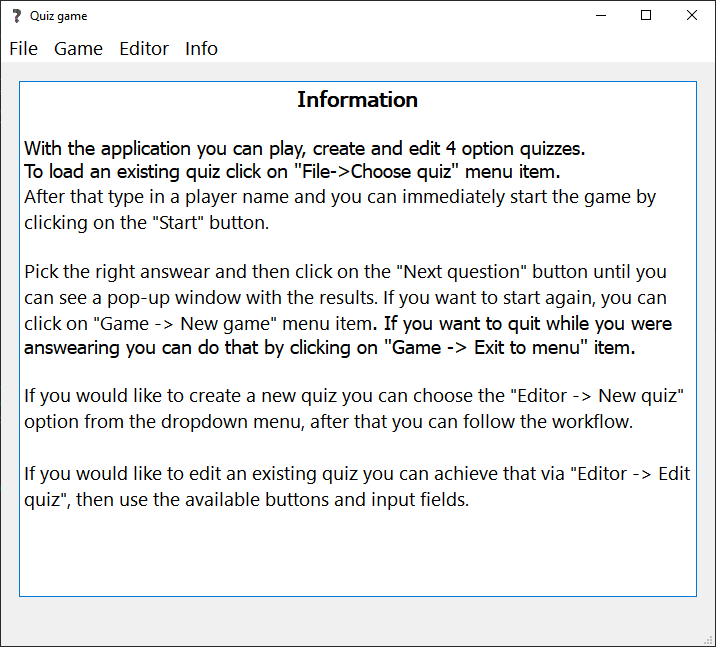 Quiz game
File Game Editor Info
Information
With the application you can play, create and edit 4 option quizzes.
To load an existing quiz click on "File->Choose quiz" menu item.
After that type in a player name and you can immediately start the game by
clicking on the "Start" button.
Pick the right answear and then click on the "Next question" button until you
can see a pop-up window with the results. If you want to start again, you can
click on "Game -> New game" menu item. If you want to quit while you were
answearing you can do that by clicking on "Game -> Exit to menu" item.
If you would like to create a new quiz you can choose the "Editor -> New quiz"
option from the dropdown menu, after that you can follow the workflow.
If you would like to edit an existing quiz you can achieve that via "Editor -> Edit
quiz", then use the available buttons and input fields.